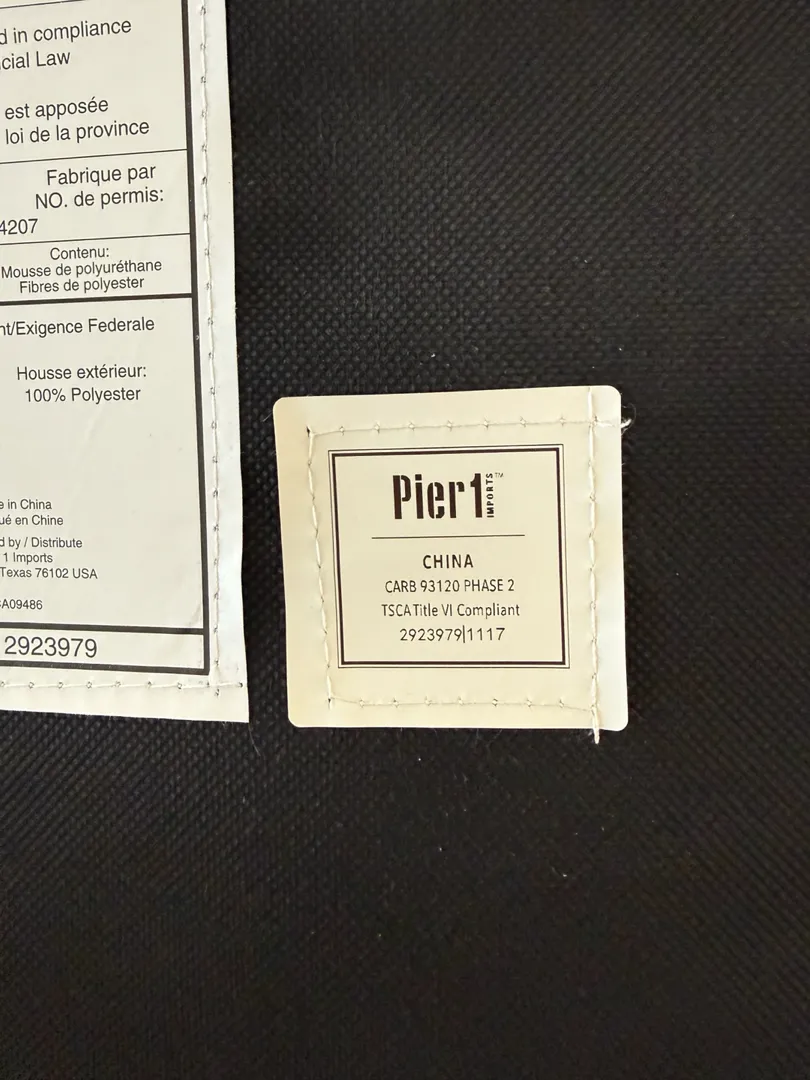 d in compliance
cial Law
est apposée
loi de la province
Fabrique par
NO. de permis:
4207
Contenu:
Mousse de polyuréthane
Fibres de polyester
nt/Exigence Federale
Housse extérieur:
100% Polyester
e in China
ué en Chine
d by / Distribute
1 Imports
Texas 76102 USA
A09486
2923979
Pier1 IMPORTS™
CHINA
CARB 93120 PHASE 2
TSCA Title VI Compliant
2923979|1117